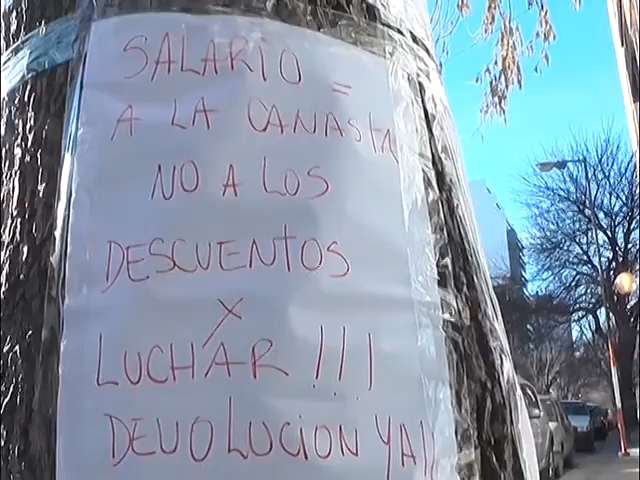 SALARIO =
A LA CANASTA
NO A LOS
DESCUENTOS
X
LUCHAR !!!
DEVOLUCION YA!!